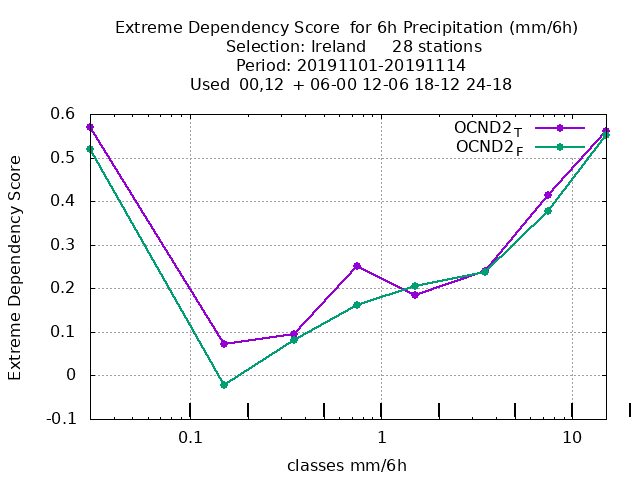 Extreme Dependency Score  for 6h Precipitation (mm/6h)
Selection: Ireland     28 stations
Period: 20191101-20191114
Used  00,12  + 06-00 12-06 18-12 24-18
OCND2T
OCND2F
Extreme Dependency Score
0.6
0.5
0.4
0.3
0.2
0.1
0
-0.1
0.1 1 10
classes mm/6h